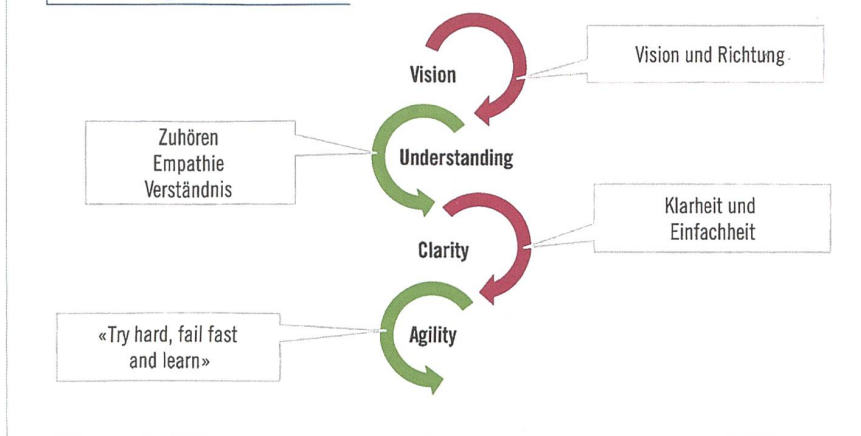 Vision
Vision und Richtung
Zuhören
Empathie
Verständnis
Understanding
Klarheit und
Einfachheit
Clarity
«Try hard, fail fast
and learn»
Agility